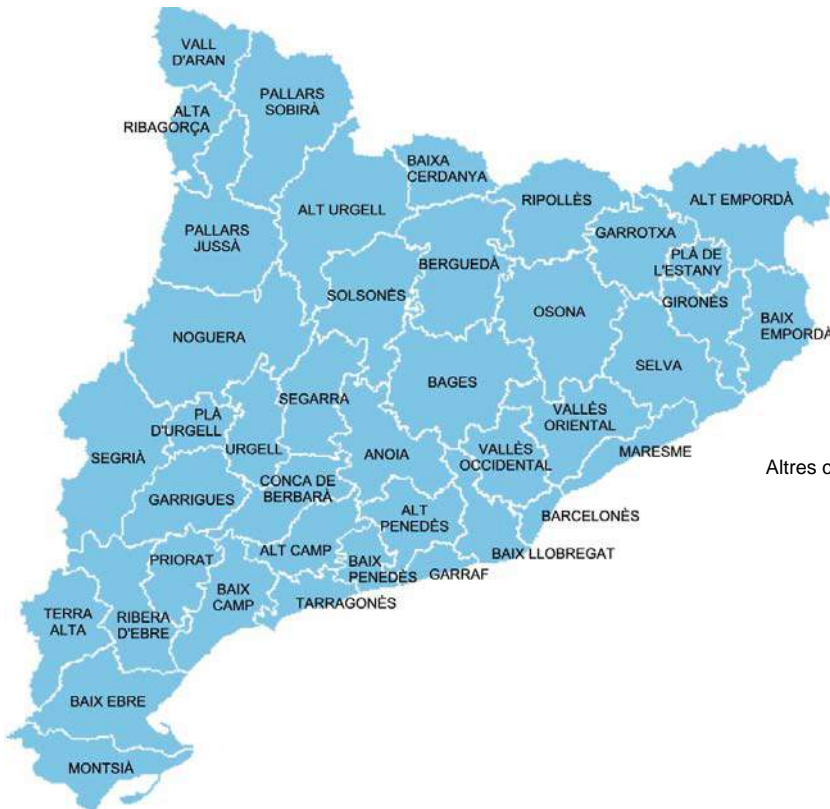 VALL
D'ARAN
PALLARS
SOBIRÀ
ALTA
RIBAGORÇA
BAIXA
CERDANYA
RIPOLLÈS
ALT EMPORDÀ
ALT URGELL
PALLARS
JUSSÀ
GARROTXA
BERGUEDÀ
PLÀ DE
L'ESTANY
SOLSONÈS
GIRONÉS
OSONA
BAIX
EMPORDÀ
NOGUERA
SELVA
BAGES
SEGARRA
PLÀ
D'URGELL
VALLÈS
ORIENTAL
URGELL
SEGRIÀ
ANOIA
VALLÈS
OCCIDENTAL
MARESME
Altres c
CONCA DE
BERBARÀ
GARRIGUES
ALT
PENEDÈS
BARCELONÈS
ALT CAMP
BAIX LLOBREGAT
PRIORAT
BAIX
PENEDÈS
GARRAF
BAIX
CAMP
TARRAGONÈS
TERRA
ALTA
RIBERA
D'EBRE
BAIX EBRE
MONTSIÀ